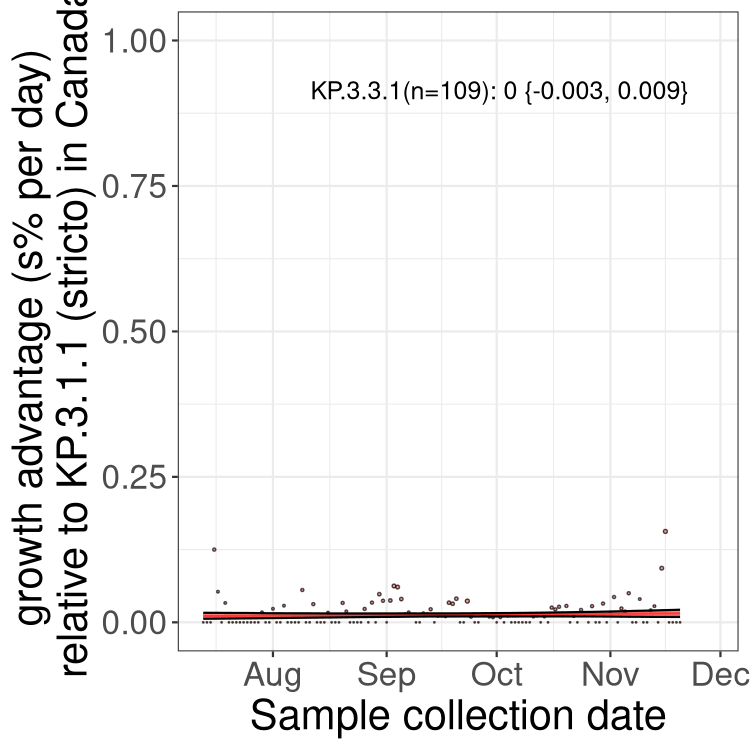 growth advantage (s% per day)
relative to KP.3.1.1 (stricto) in Canada
1.00
0.75
0.50
0.25
0.00
KP.3.3.1(n=109): 0 {-0.003, 0.009}
Aug Sep Oct Nov Dec
Sample collection date